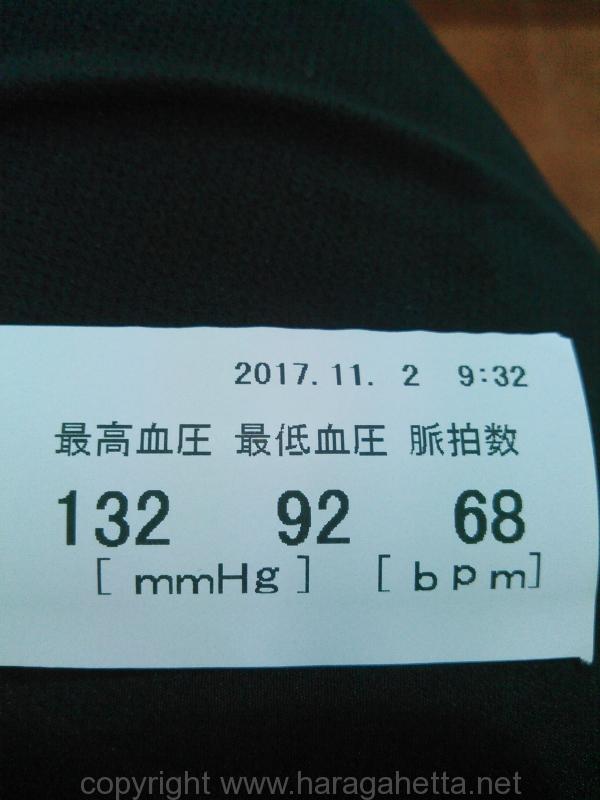 2017.11. 2 9:32
最高血圧 最低血圧 脈拍数
132 92 68
[ mmHg ] [ bpm]
copyright www.haragahetta.net